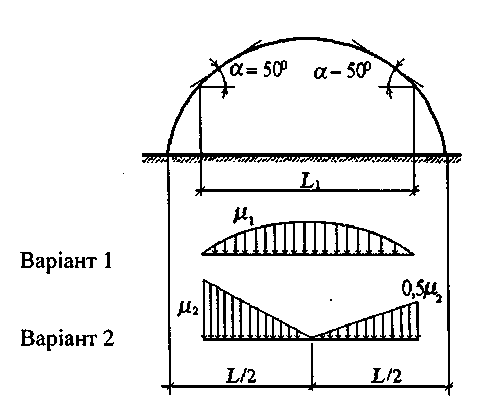 α = 50⁰ α – 50⁰
L₁
μ₁
Варіант 1
μ₂ 0,5μ₂
Варіант 2
L/2 L/2